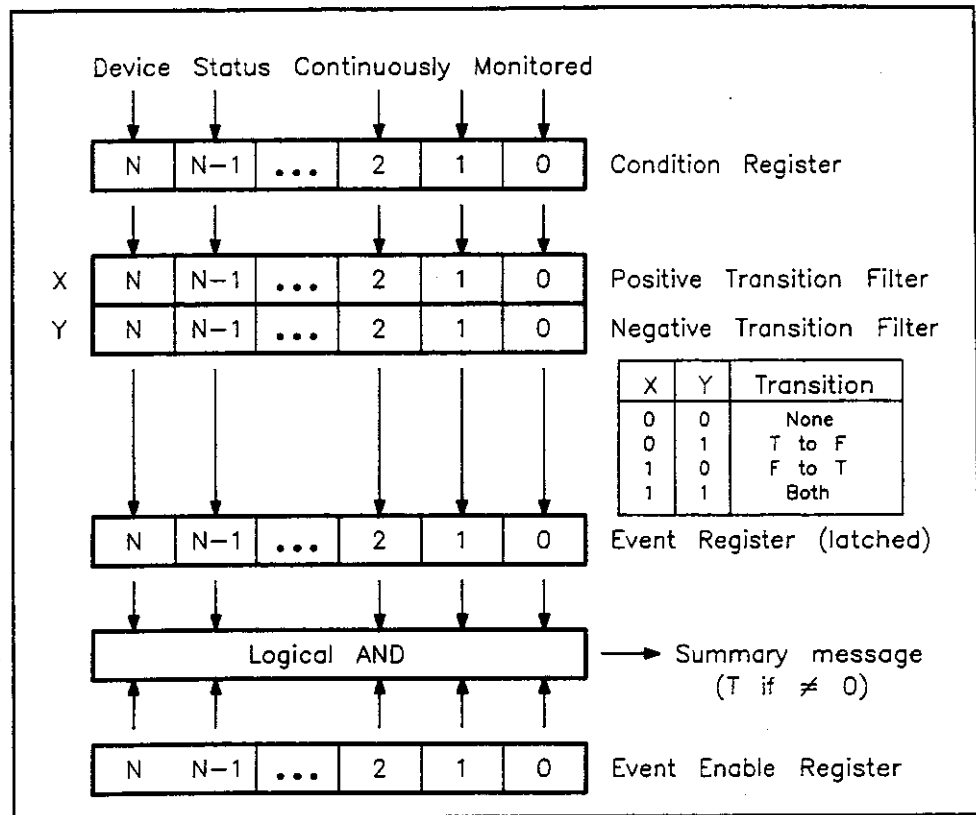 Device Status Continuously Monitored
N N-1 ... 2 1 0 Condition Register
X N N-1 ... 2 1 0 Positive Transition Filter
Y N N-1 ... 2 1 0 Negative Transition Filter
X Y Transition
0 0 None
0 1 T to F
1 0 F to T
1 1 Both
N N-1 ... 2 1 0 Event Register (latched)
Logical AND Summary message
(T if ≠ 0)
N N-1 ... 2 1 0 Event Enable Register